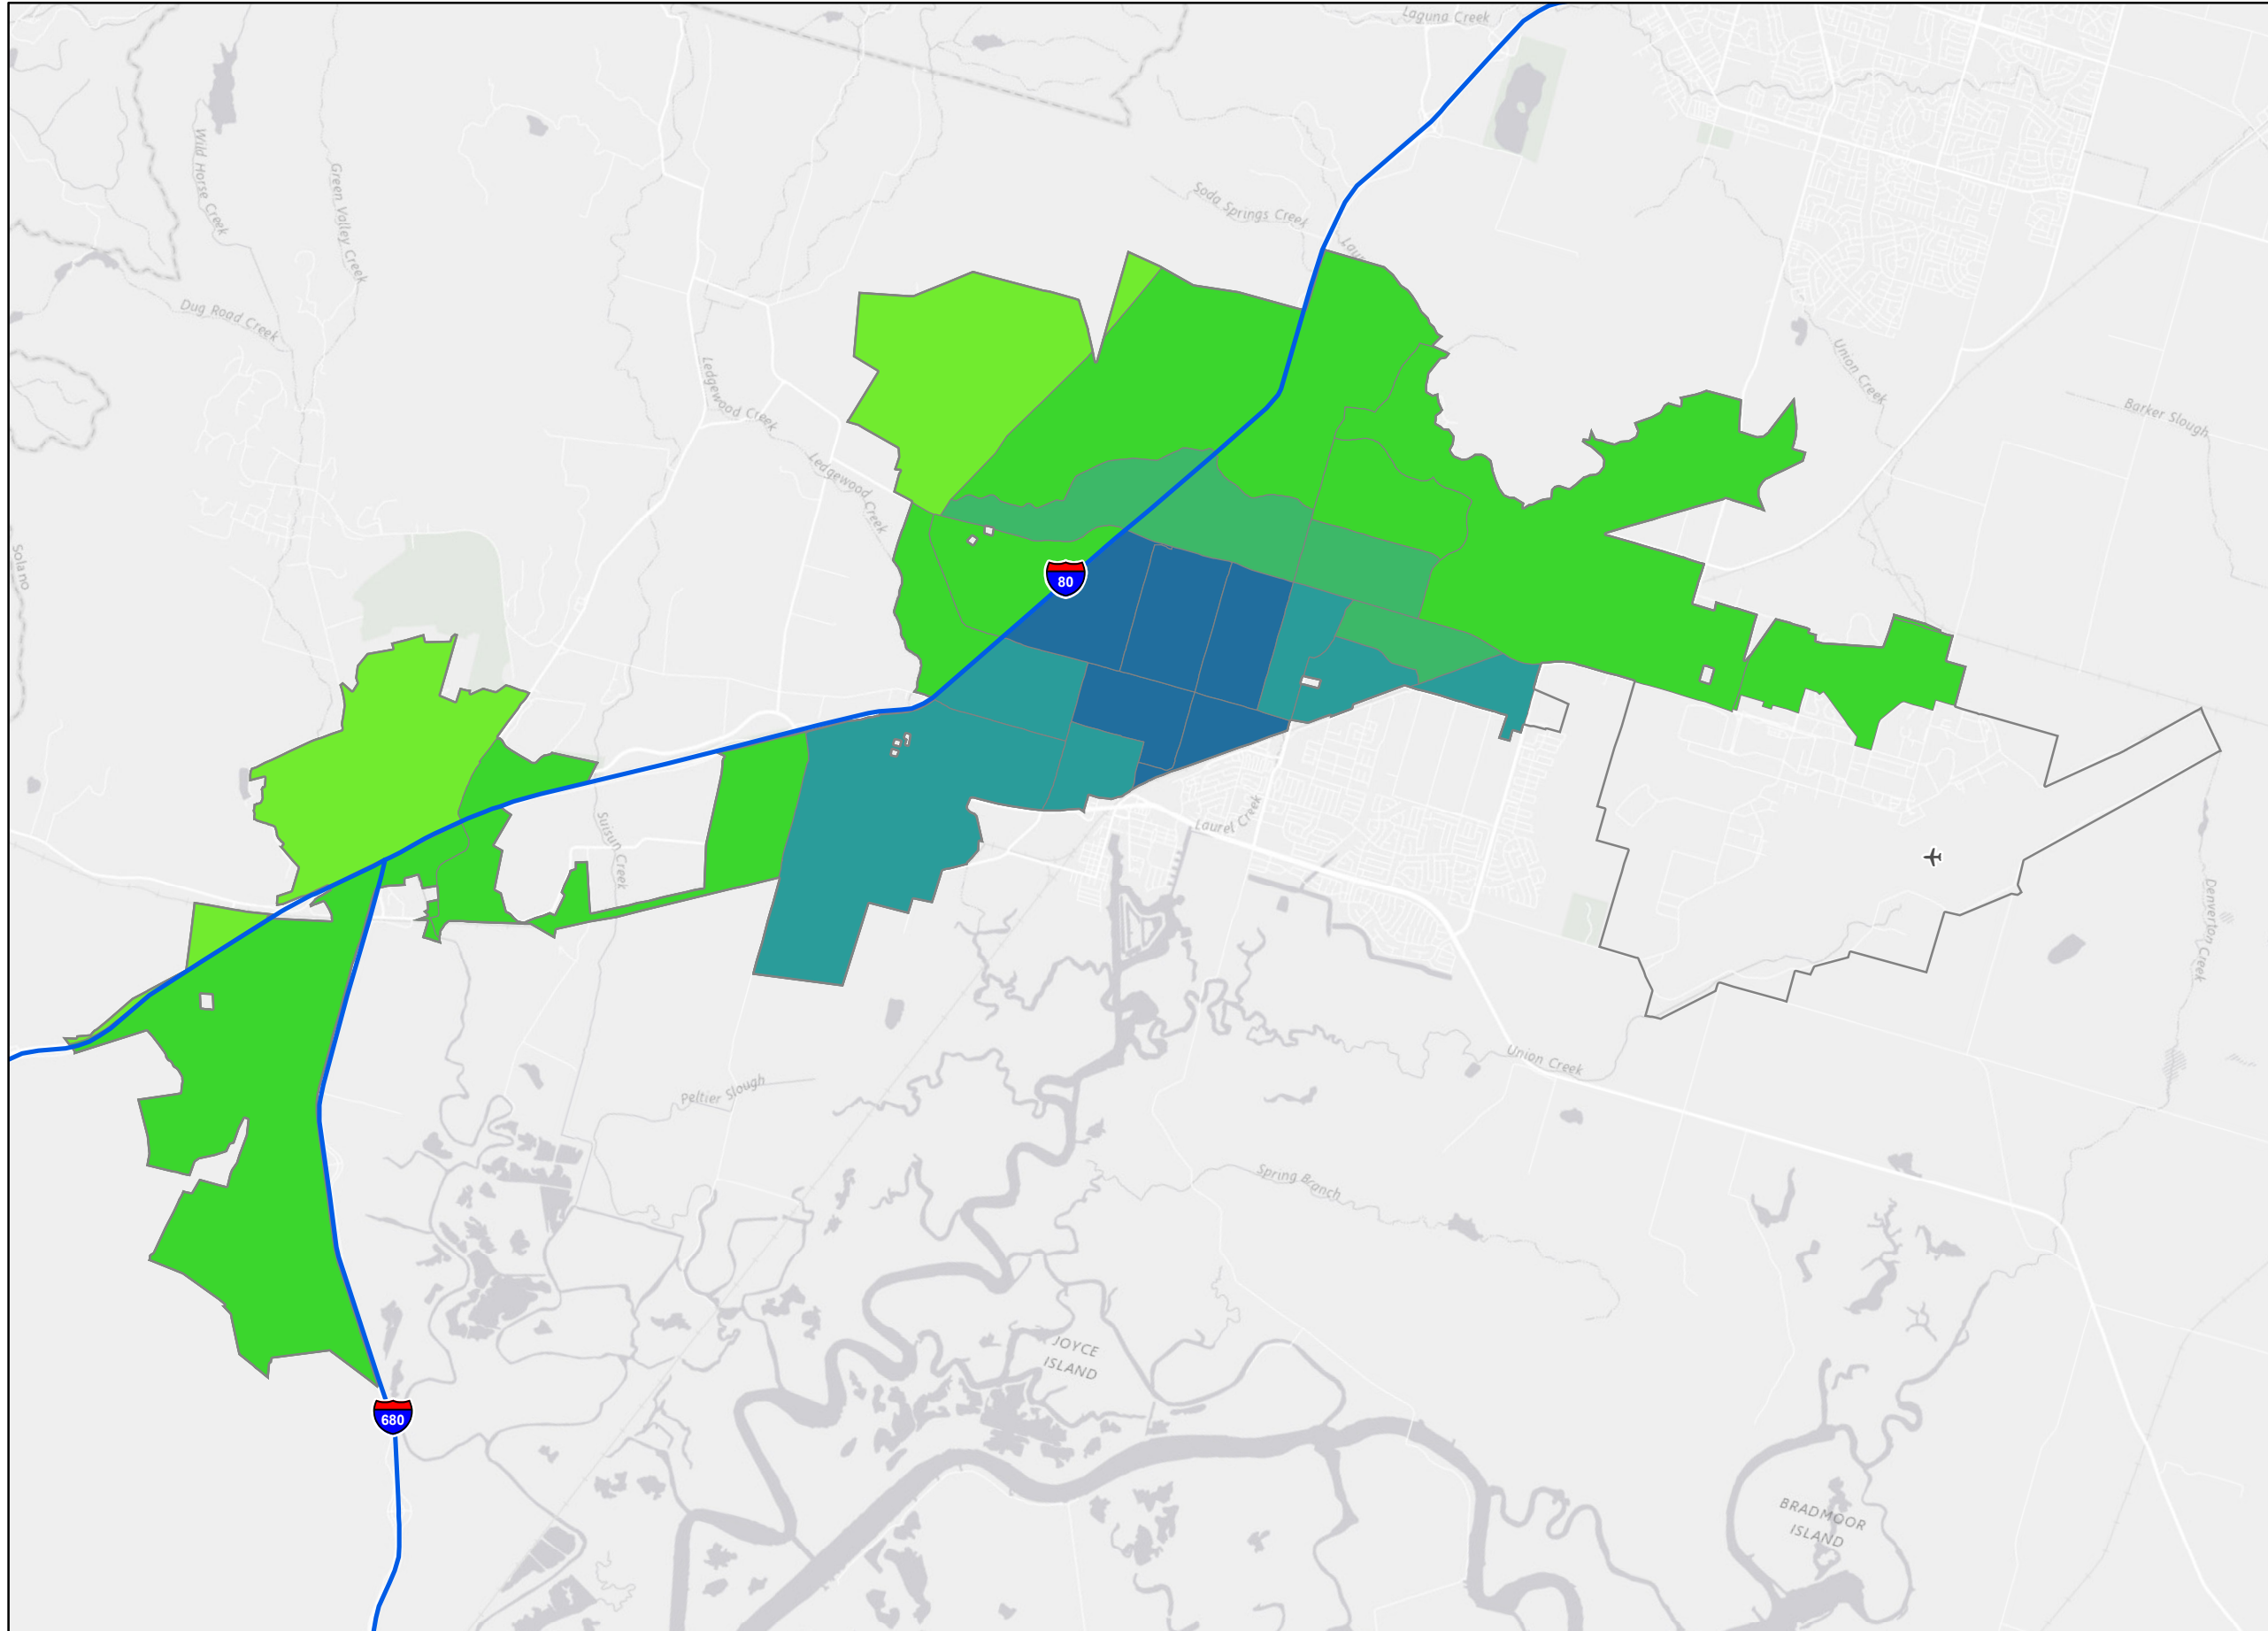 Laguna Creek
Wild Horse Creek
Green Valley Creek
Soda Springs Creek
Lau
Dug Road Creek
Union Creek
Ledgewood Creek
Barker Slough
Ledgewood Creek
Solano
80
Laurel Creek
Suisun Creek
Denverton Creek
Union Creek
Peltier Slough
Spring Branch
JOYCE
ISLAND
680
BRADMOOR
ISLAND